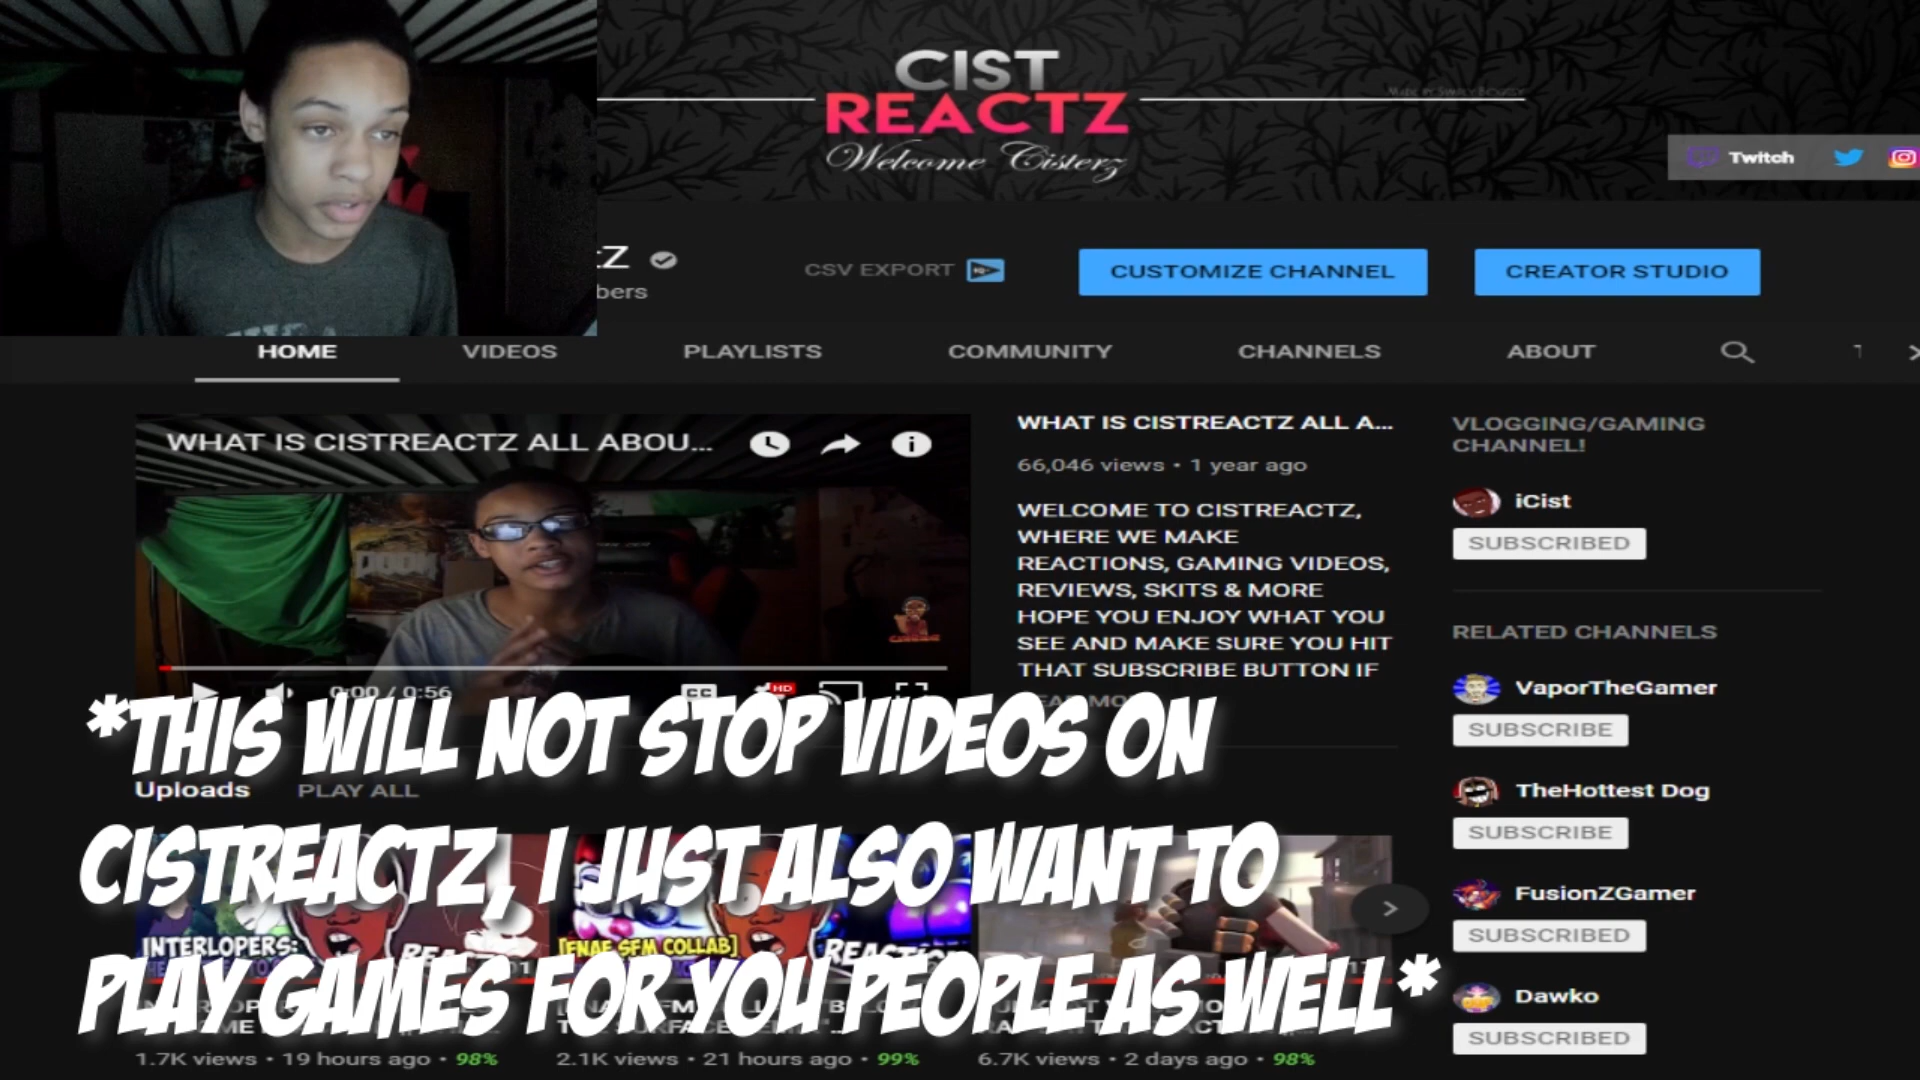 CIST
REACTZ
Welcome Cisterz
Twitch
Z
bers
CSV EXPORT
CUSTOMIZE CHANNEL
CREATOR STUDIO
HOME
VIDEOS
PLAYLISTS
COMMUNITY
CHANNELS
ABOUT
WHAT IS CISTREACTZ ALL ABOU...
0:00 / 0:56
CC
HD
WHAT IS CISTREACTZ ALL A...
66,046 views • 1 year ago
WELCOME TO CISTREACTZ,
WHERE WE MAKE
REACTIONS, GAMING VIDEOS,
REVIEWS, SKITS & MORE
HOPE YOU ENJOY WHAT YOU
SEE AND MAKE SURE YOU HIT
THAT SUBSCRIBE BUTTON IF
VLOGGING/GAMING
CHANNEL!
iCist
SUBSCRIBED
RELATED CHANNELS
VaporTheGamer
SUBSCRIBE
TheHottest Dog
SUBSCRIBE
FusionZGamer
SUBSCRIBED
Dawko
SUBSCRIBED
*THIS WILL NOT STOP VIDEOS ON
CISTREACTZ, I JUST ALSO WANT TO
PLAY GAMES FOR YOU PEOPLE AS WELL*
Uploads
PLAY ALL
INTERLOPERS:
[FNAF SFM COLLAB]
1.7K views • 19 hours ago • 98%
2.1K views • 21 hours ago • 99%
6.7K views • 2 days ago • 98%